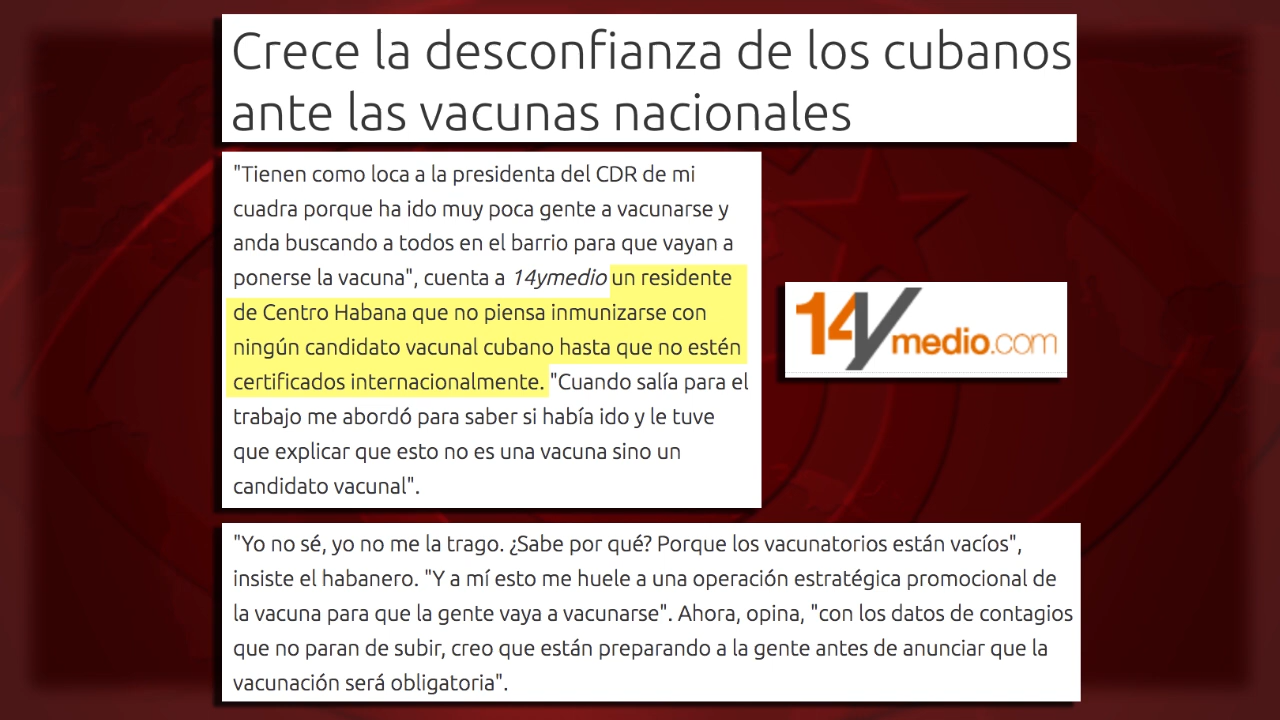 Crece la desconfianza de los cubanos
ante las vacunas nacionales
"Tienen como loca a la presidenta del CDR de mi
cuadra porque ha ido muy poca gente a vacunarse y
anda buscando a todos en el barrio para que vayan a
ponerse la vacuna", cuenta a 14ymedio un residente
de Centro Habana que no piensa inmunizarse con
ningún candidato vacunal cubano hasta que no estén
certificados internacionalmente. "Cuando salía para el
trabajo me abordó para saber si había ido y le tuve
que explicar que esto no es una vacuna sino un
candidato vacunal".
14ymedio.com
"Yo no sé, yo no me la trago. ¿Sabe por qué? Porque los vacunatorios están vacíos",
insiste el habanero. "Y a mí esto me huele a una operación estratégica promocional de
la vacuna para que la gente vaya a vacunarse". Ahora, opina, "con los datos de contagios
que no paran de subir, creo que están preparando a la gente antes de anunciar que la
vacunación será obligatoria".